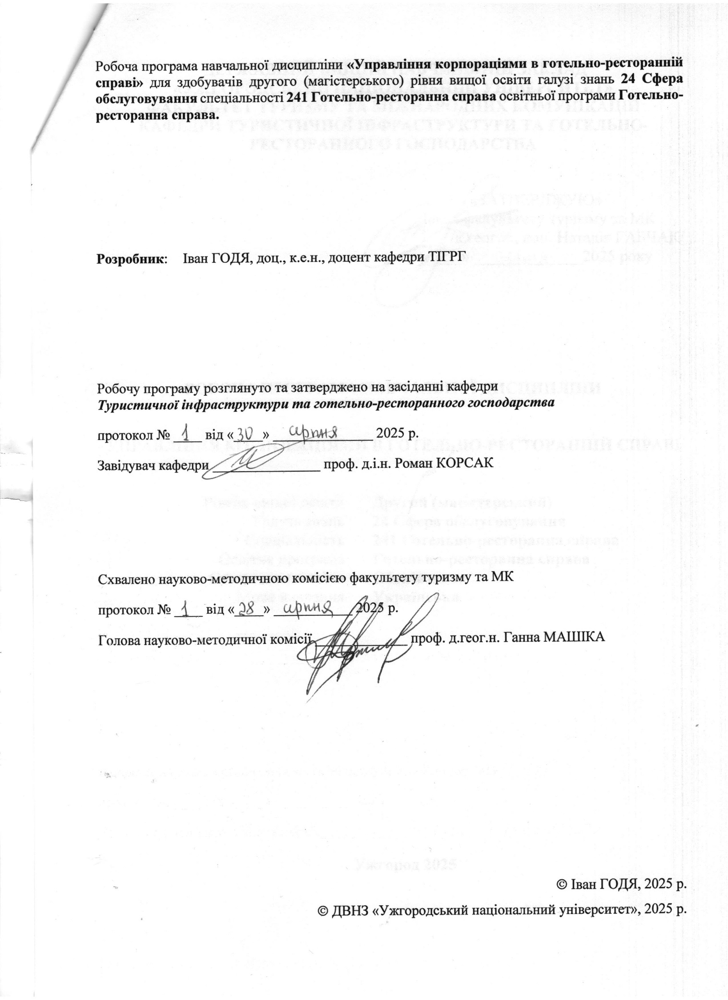 Робоча програма навчальної дисципліни «Управління корпораціями в готельно-ресторанній
справі» для здобувачів другого (магістерського) рівня вищої освіти галузі знань 24 Сфера
обслуговування спеціальності 241 Готельно-ресторанна справа освітньої програми Готельно-
ресторанна справа.
Розробник: Іван ГОДЯ, доц., к.е.н., доцент кафедри ТІГРГ
Робочу програму розглянуто та затверджено на засіданні кафедри
Туристичної інфраструктури та готельно-ресторанного господарства
протокол № 1 від «30» серпня 2025 р.
Завідувач кафедри проф. д.і.н. Роман КОРСАК
Схвалено науково-методичною комісією факультету туризму та МК
протокол № 1 від «28» серпня 2025 р.
Голова науково-методичної комісії проф. д.геог.н. Ганна МАШІКА
© Іван ГОДЯ, 2025 р.
© ДВНЗ «Ужгородський національний університет», 2025 р.